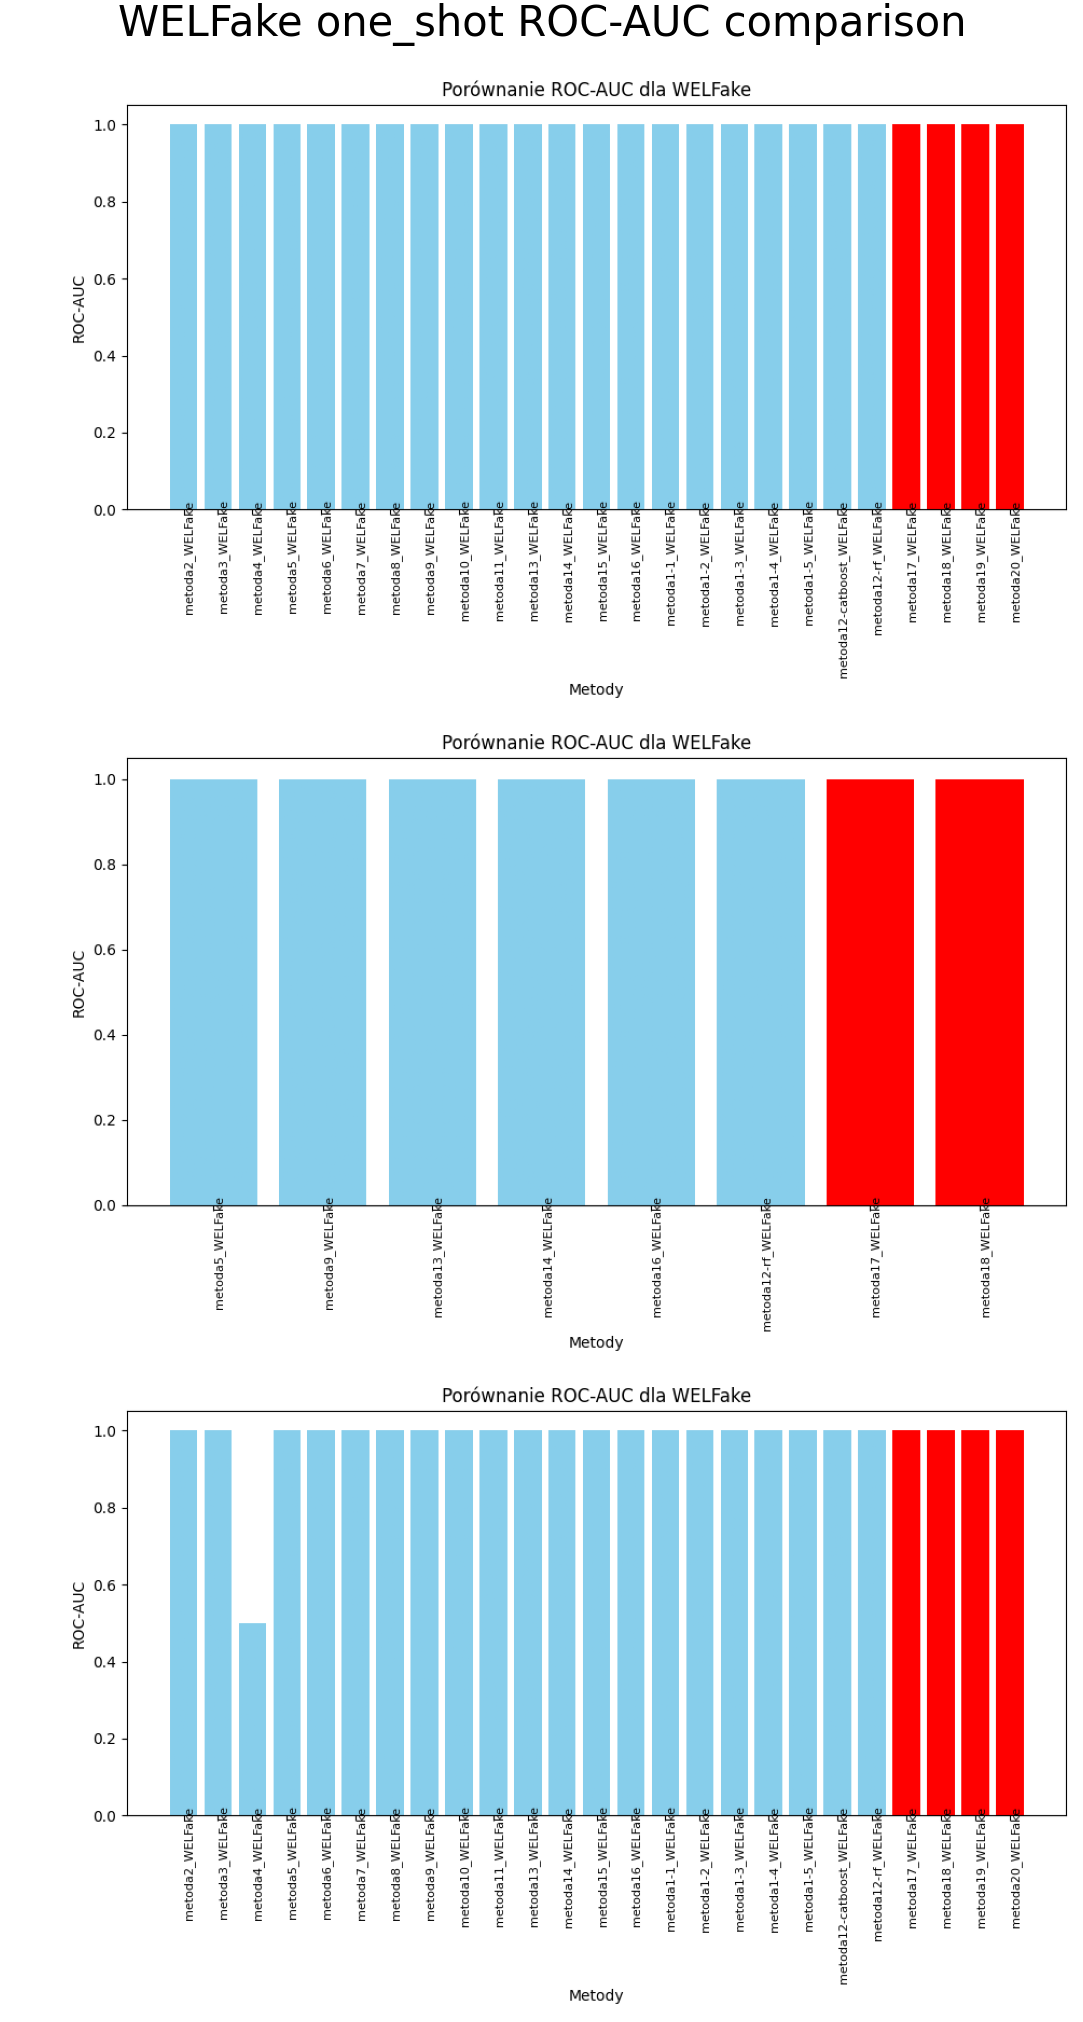 WELFake one_shot ROC-AUC comparison
Porównanie ROC-AUC dla WELFake
ROC-AUC
1.0
0.8
0.6
0.4
0.2
0.0
metoda2_WELFake
metoda3_WELFake
metoda4_WELFake
metoda5_WELFake
metoda6_WELFake
metoda7_WELFake
metoda8_WELFake
metoda9_WELFake
metoda10_WELFake
metoda11_WELFake
metoda13_WELFake
metoda14_WELFake
metoda15_WELFake
metoda16_WELFake
metoda1-1_WELFake
metoda1-2_WELFake
metoda1-3_WELFake
metoda1-4_WELFake
metoda1-5_WELFake
metoda12-catboost_WELFake
metoda12-rf_WELFake
metoda17_WELFake
metoda18_WELFake
metoda19_WELFake
metoda20_WELFake
Metody
Porównanie ROC-AUC dla WELFake
ROC-AUC
1.0
0.8
0.6
0.4
0.2
0.0
metoda5_WELFake
metoda9_WELFake
metoda13_WELFake
metoda14_WELFake
metoda16_WELFake
metoda12-rf_WELFake
metoda17_WELFake
metoda18_WELFake
Metody
Porównanie ROC-AUC dla WELFake
ROC-AUC
1.0
0.8
0.6
0.4
0.2
0.0
metoda2_WELFake
metoda3_WELFake
metoda4_WELFake
metoda5_WELFake
metoda6_WELFake
metoda7_WELFake
metoda8_WELFake
metoda9_WELFake
metoda10_WELFake
metoda11_WELFake
metoda13_WELFake
metoda14_WELFake
metoda15_WELFake
metoda16_WELFake
metoda1-1_WELFake
metoda1-2_WELFake
metoda1-3_WELFake
metoda1-4_WELFake
metoda1-5_WELFake
metoda12-catboost_WELFake
metoda12-rf_WELFake
metoda17_WELFake
metoda18_WELFake
metoda19_WELFake
metoda20_WELFake
Metody